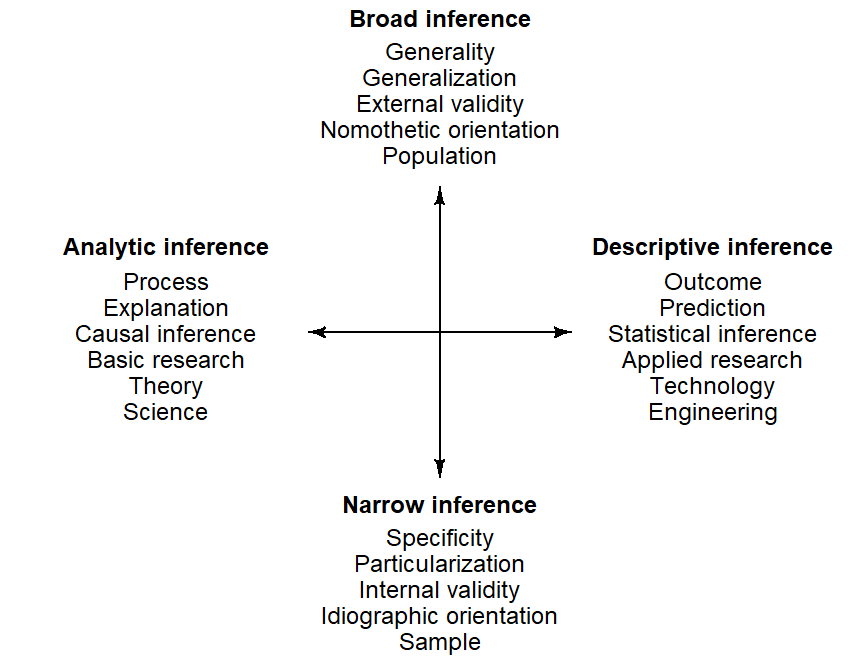 Broad inference
Generality
Generalization
External validity
Nomothetic orientation
Population
Analytic inference
Process
Explanation
Causal inference
Basic research
Theory
Science
Descriptive inference
Outcome
Prediction
Statistical inference
Applied research
Technology
Engineering
Narrow inference
Specificity
Particularization
Internal validity
Idiographic orientation
Sample